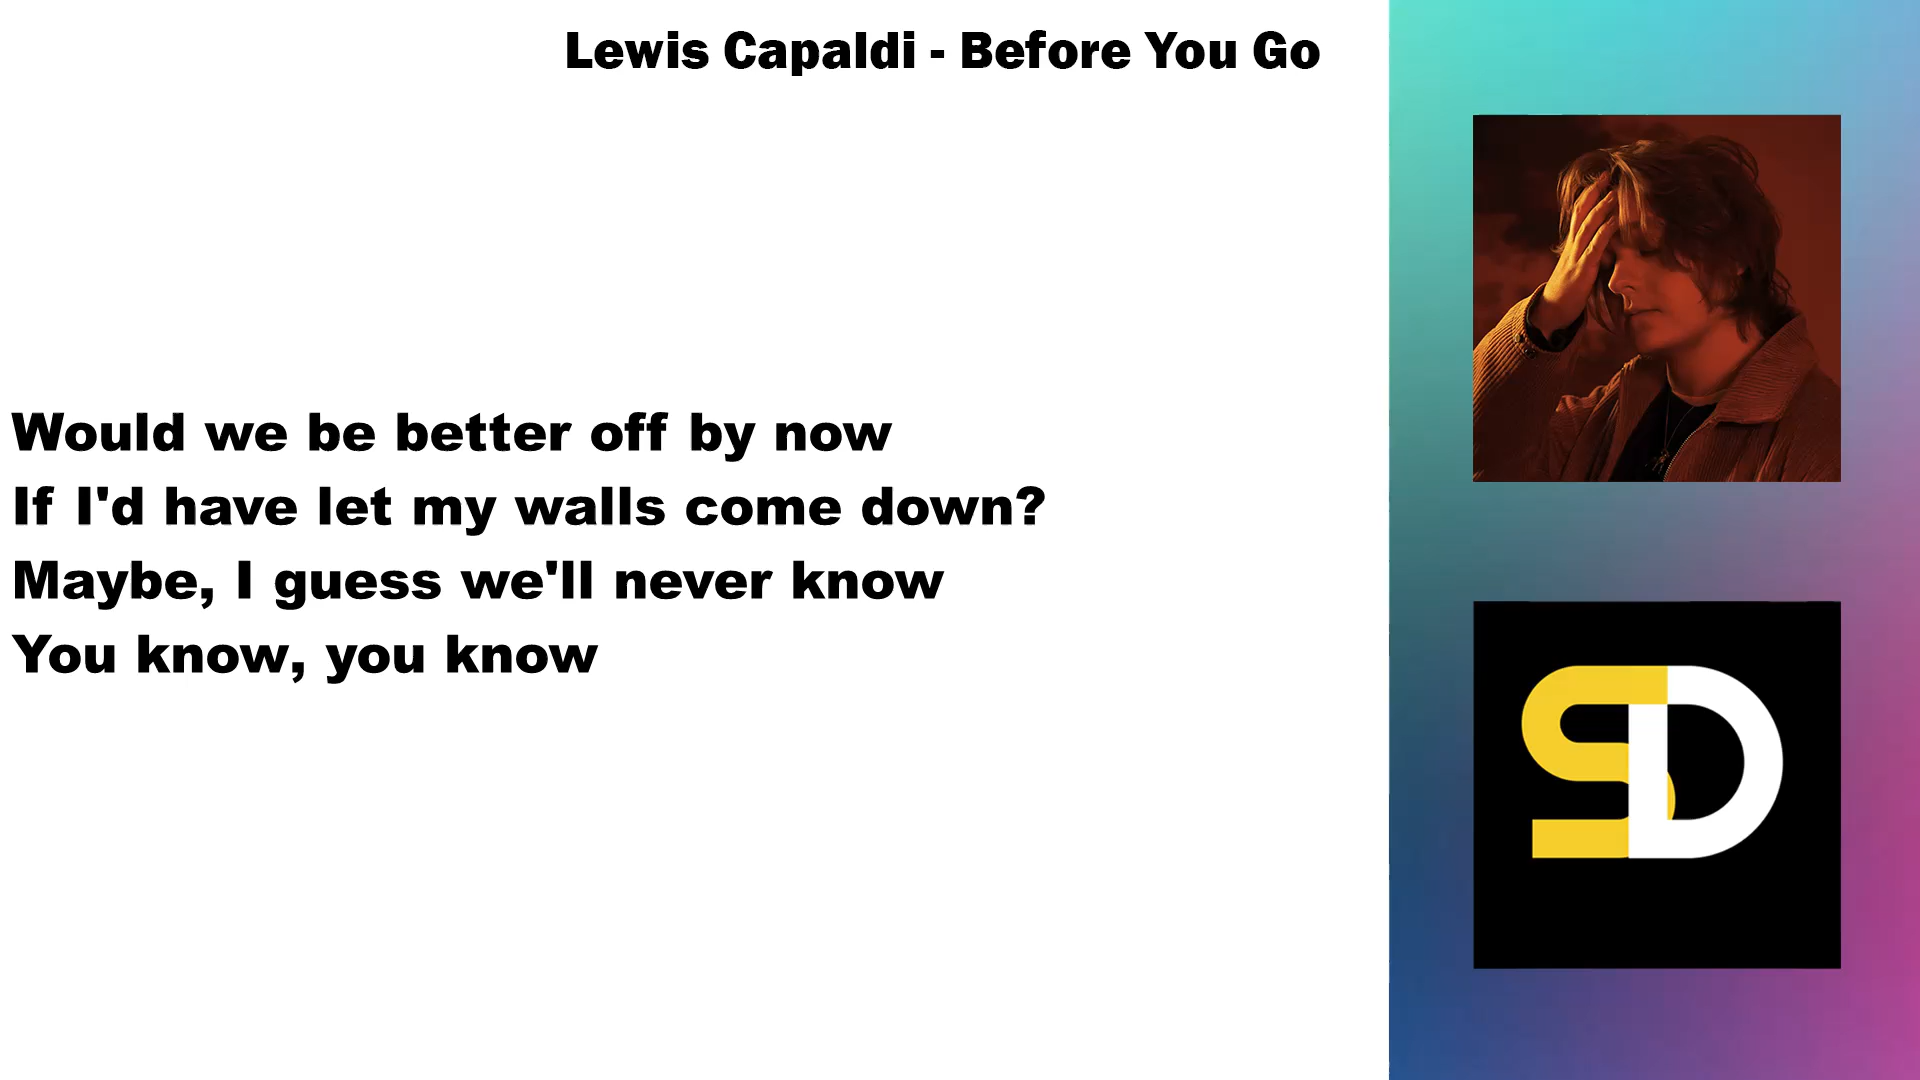 Lewis Capaldi - Before You Go
Would we be better off by now
If I'd have let my walls come down?
Maybe, I guess we'll never know
You know, you know
SD